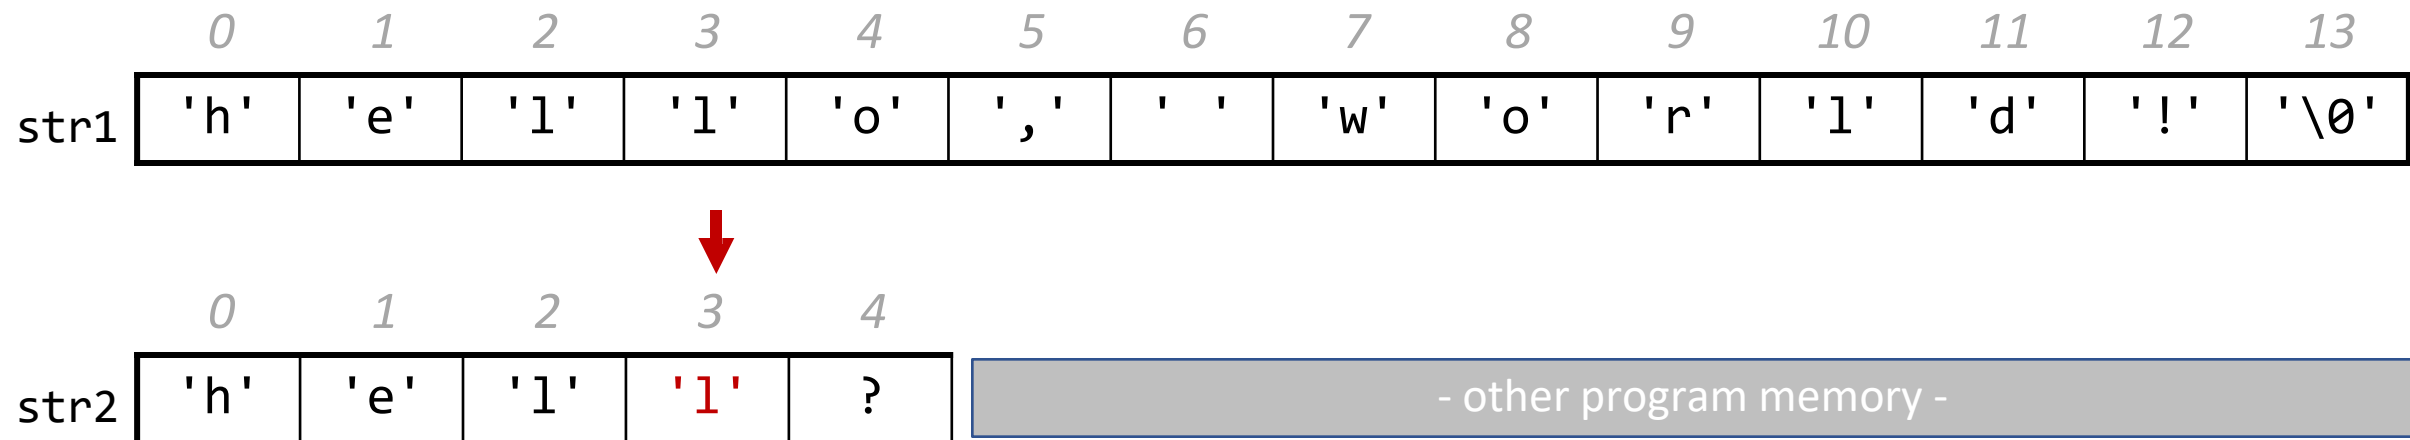 0 1 2 3 4 5 6 7 8 9 10 11 12 13
str1 'h' 'e' 'l' 'l' 'o' ',' ' ' 'w' 'o' 'r' 'l' 'd' '!' '\0'
0 1 2 3 4
str2 'h' 'e' 'l' 'l' ? - other program memory -